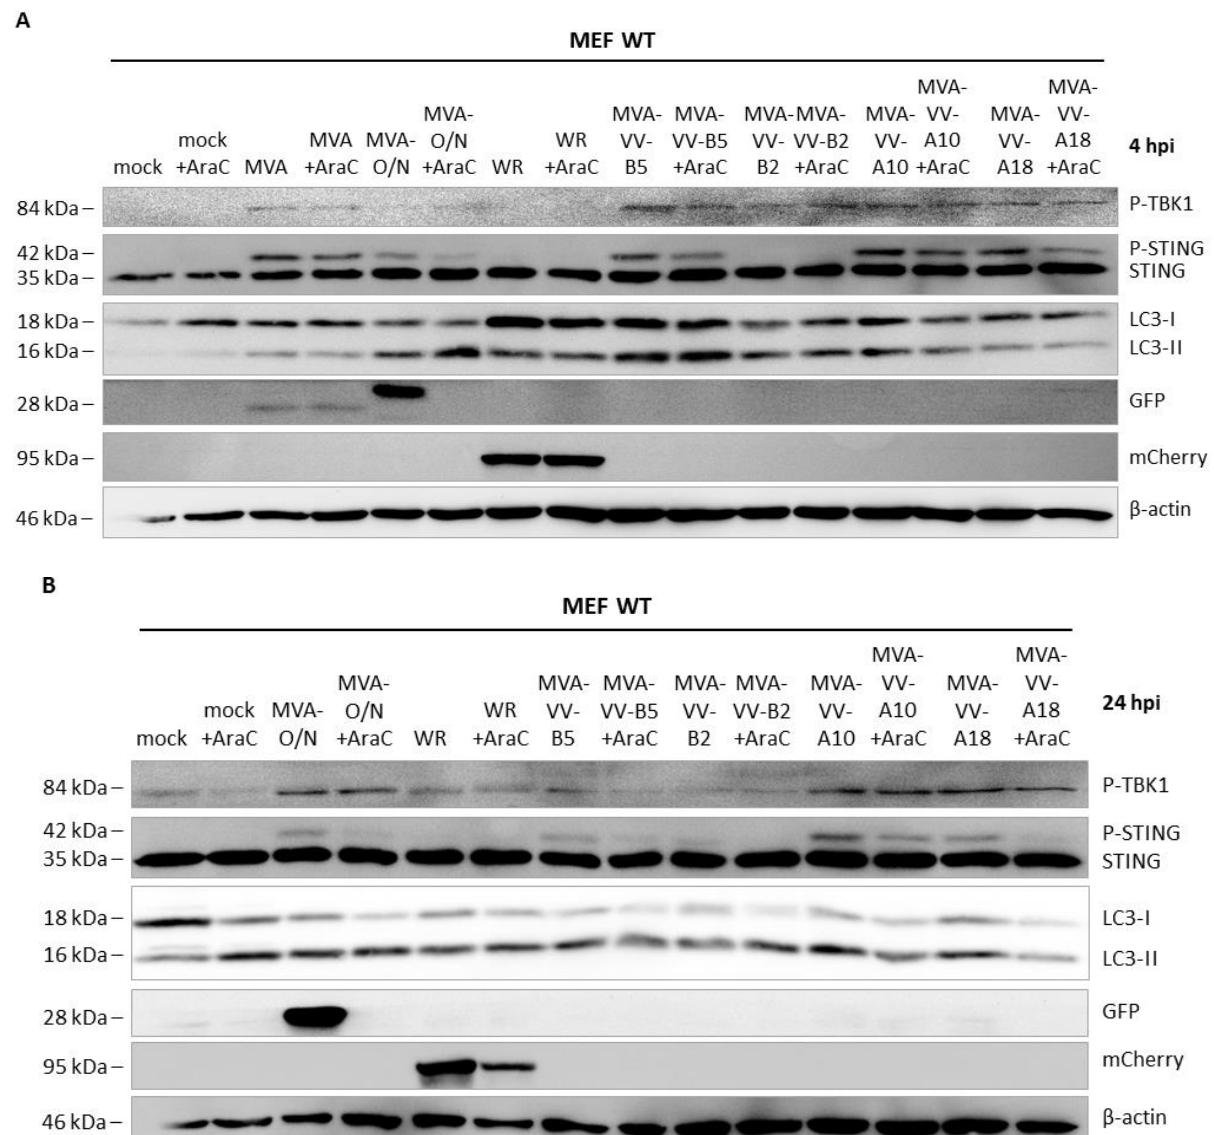 A
MEF WT
mock
mock
+AraC
MVA
MVA
+AraC
MVA-
O/N
MVA-
O/N
+AraC
WR
WR
+AraC
MVA-
VV-
B5
MVA-
VV-B5
+AraC
MVA-
VV-
B2
MVA-
VV-B2
+AraC
MVA-
VV-
A10
MVA-
VV-
A10
+AraC
MVA-
VV-
A18
MVA-
VV-
A18
+AraC
4 hpi
84 kDa
P-TBK1
42 kDa
P-STING
35 kDa
STING
18 kDa
LC3-I
16 kDa
LC3-II
28 kDa
GFP
95 kDa
mCherry
46 kDa
β-actin
B
MEF WT
mock
mock
+AraC
MVA-
O/N
MVA-
O/N
+AraC
WR
WR
+AraC
MVA-
VV-
B5
MVA-
VV-B5
+AraC
MVA-
VV-
B2
MVA-
VV-B2
+AraC
MVA-
VV-
A10
MVA-
VV-
A10
+AraC
MVA-
VV-
A18
MVA-
VV-
A18
+AraC
24 hpi
84 kDa
P-TBK1
42 kDa
P-STING
35 kDa
STING
18 kDa
LC3-I
16 kDa
LC3-II
28 kDa
GFP
95 kDa
mCherry
46 kDa
β-actin